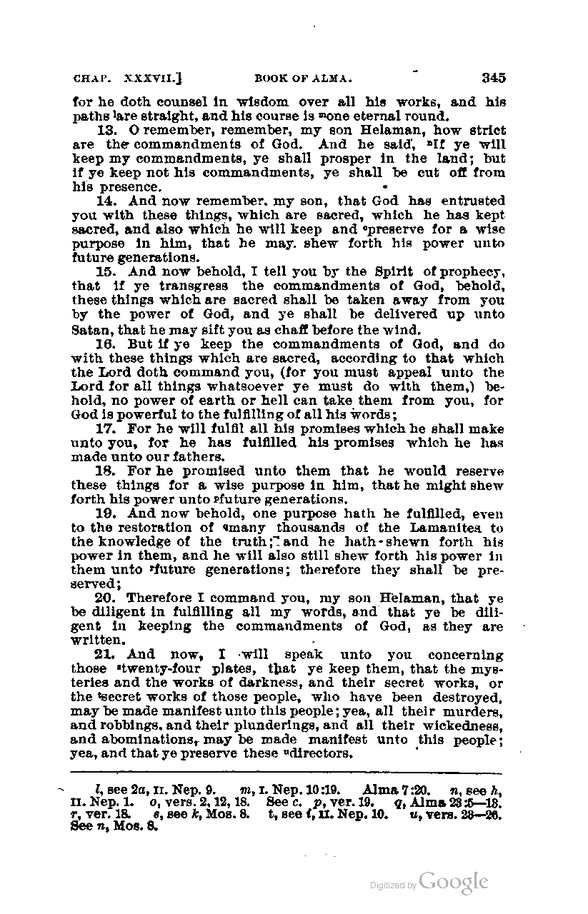 CHAP. XXXVII.] BOOK OF ALMA. 345
for he doth counsel in wisdom over all his works, and his
paths ˡare straight, and his course is ᵐone eternal round.
13. O remember, remember, my son Helaman, how strict
are the commandments of God. And he said, ⁿIf ye will
keep my commandments, ye shall prosper in the land; but
if ye keep not his commandments, ye shall be cut off from
his presence.
14. And now remember, my son, that God has entrusted
you with these things, which are sacred, which he has kept
sacred, and also which he will keep and ᵒpreserve for a wise
purpose in him, that he may shew forth his power unto
future generations.
15. And now behold, I tell you by the Spirit of prophecy,
that if ye transgress the commandments of God, behold,
these things which are sacred shall be taken away from you
by the power of God, and ye shall be delivered up unto
Satan, that he may sift you as chaff before the wind.
16. But if ye keep the commandments of God, and do
with these things which are sacred, according to that which
the Lord doth command you, (for you must appeal unto the
Lord for all things whatsoever ye must do with them,) be-
hold, no power of earth or hell can take them from you, for
God is powerful to the fulfilling of all his words;
17. For he will fulfil all his promises which he shall make
unto you, for he has fulfilled his promises which he has
made unto our fathers.
18. For he promised unto them that he would reserve
these things for a wise purpose in him, that he might shew
forth his power unto ᵖfuture generations.
19. And now behold, one purpose hath he fulfilled, even
to the restoration of qmany thousands of the Lamanites to
the knowledge of the truth; and he hath shewn forth his
power in them, and he will also still shew forth his power in
them unto ʳfuture generations; therefore they shall be pre-
served;
20. Therefore I command you, my son Helaman, that ye
be diligent in fulfilling all my words, and that ye be dili-
gent in keeping the commandments of God, as they are
written.
21. And now, I will speak unto you concerning
those ˢtwenty-four plates, that ye keep them, that the mys-
teries and the works of darkness, and their secret works, or
the ᵗsecret works of those people, who have been destroyed,
may be made manifest unto this people; yea, all their murders,
and robbings, and their plunderings, and all their wickedness,
and abominations, may be made manifest unto this people;
yea, and that ye preserve these ᵘdirectors.
l, see 2a, II. Nep. 9. m, I. Nep. 10:19. Alma 7:20. n, see h,
II. Nep. 1. o, vers. 2, 12, 18. See c. p, ver. 19. q, Alma 23:5—13.
r, ver. 18. s, see k, Mos. 8. t, see i, II. Nep. 10. u, vers. 23—26.
See n, Mos. 8.
Digitized by Google